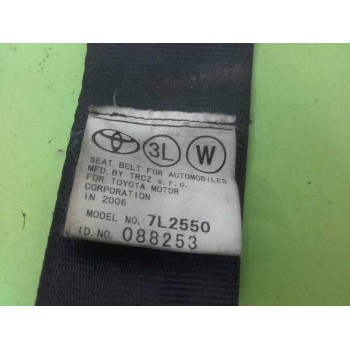 3L W
SEAT BELT FOR AUTOMOBILES
MFD. BY TRCZ s.r.o.
FOR TOYOTA MOTOR
CORPORATION
IN 2006
MODEL NO. 7L2550
I.D. NO. 088253